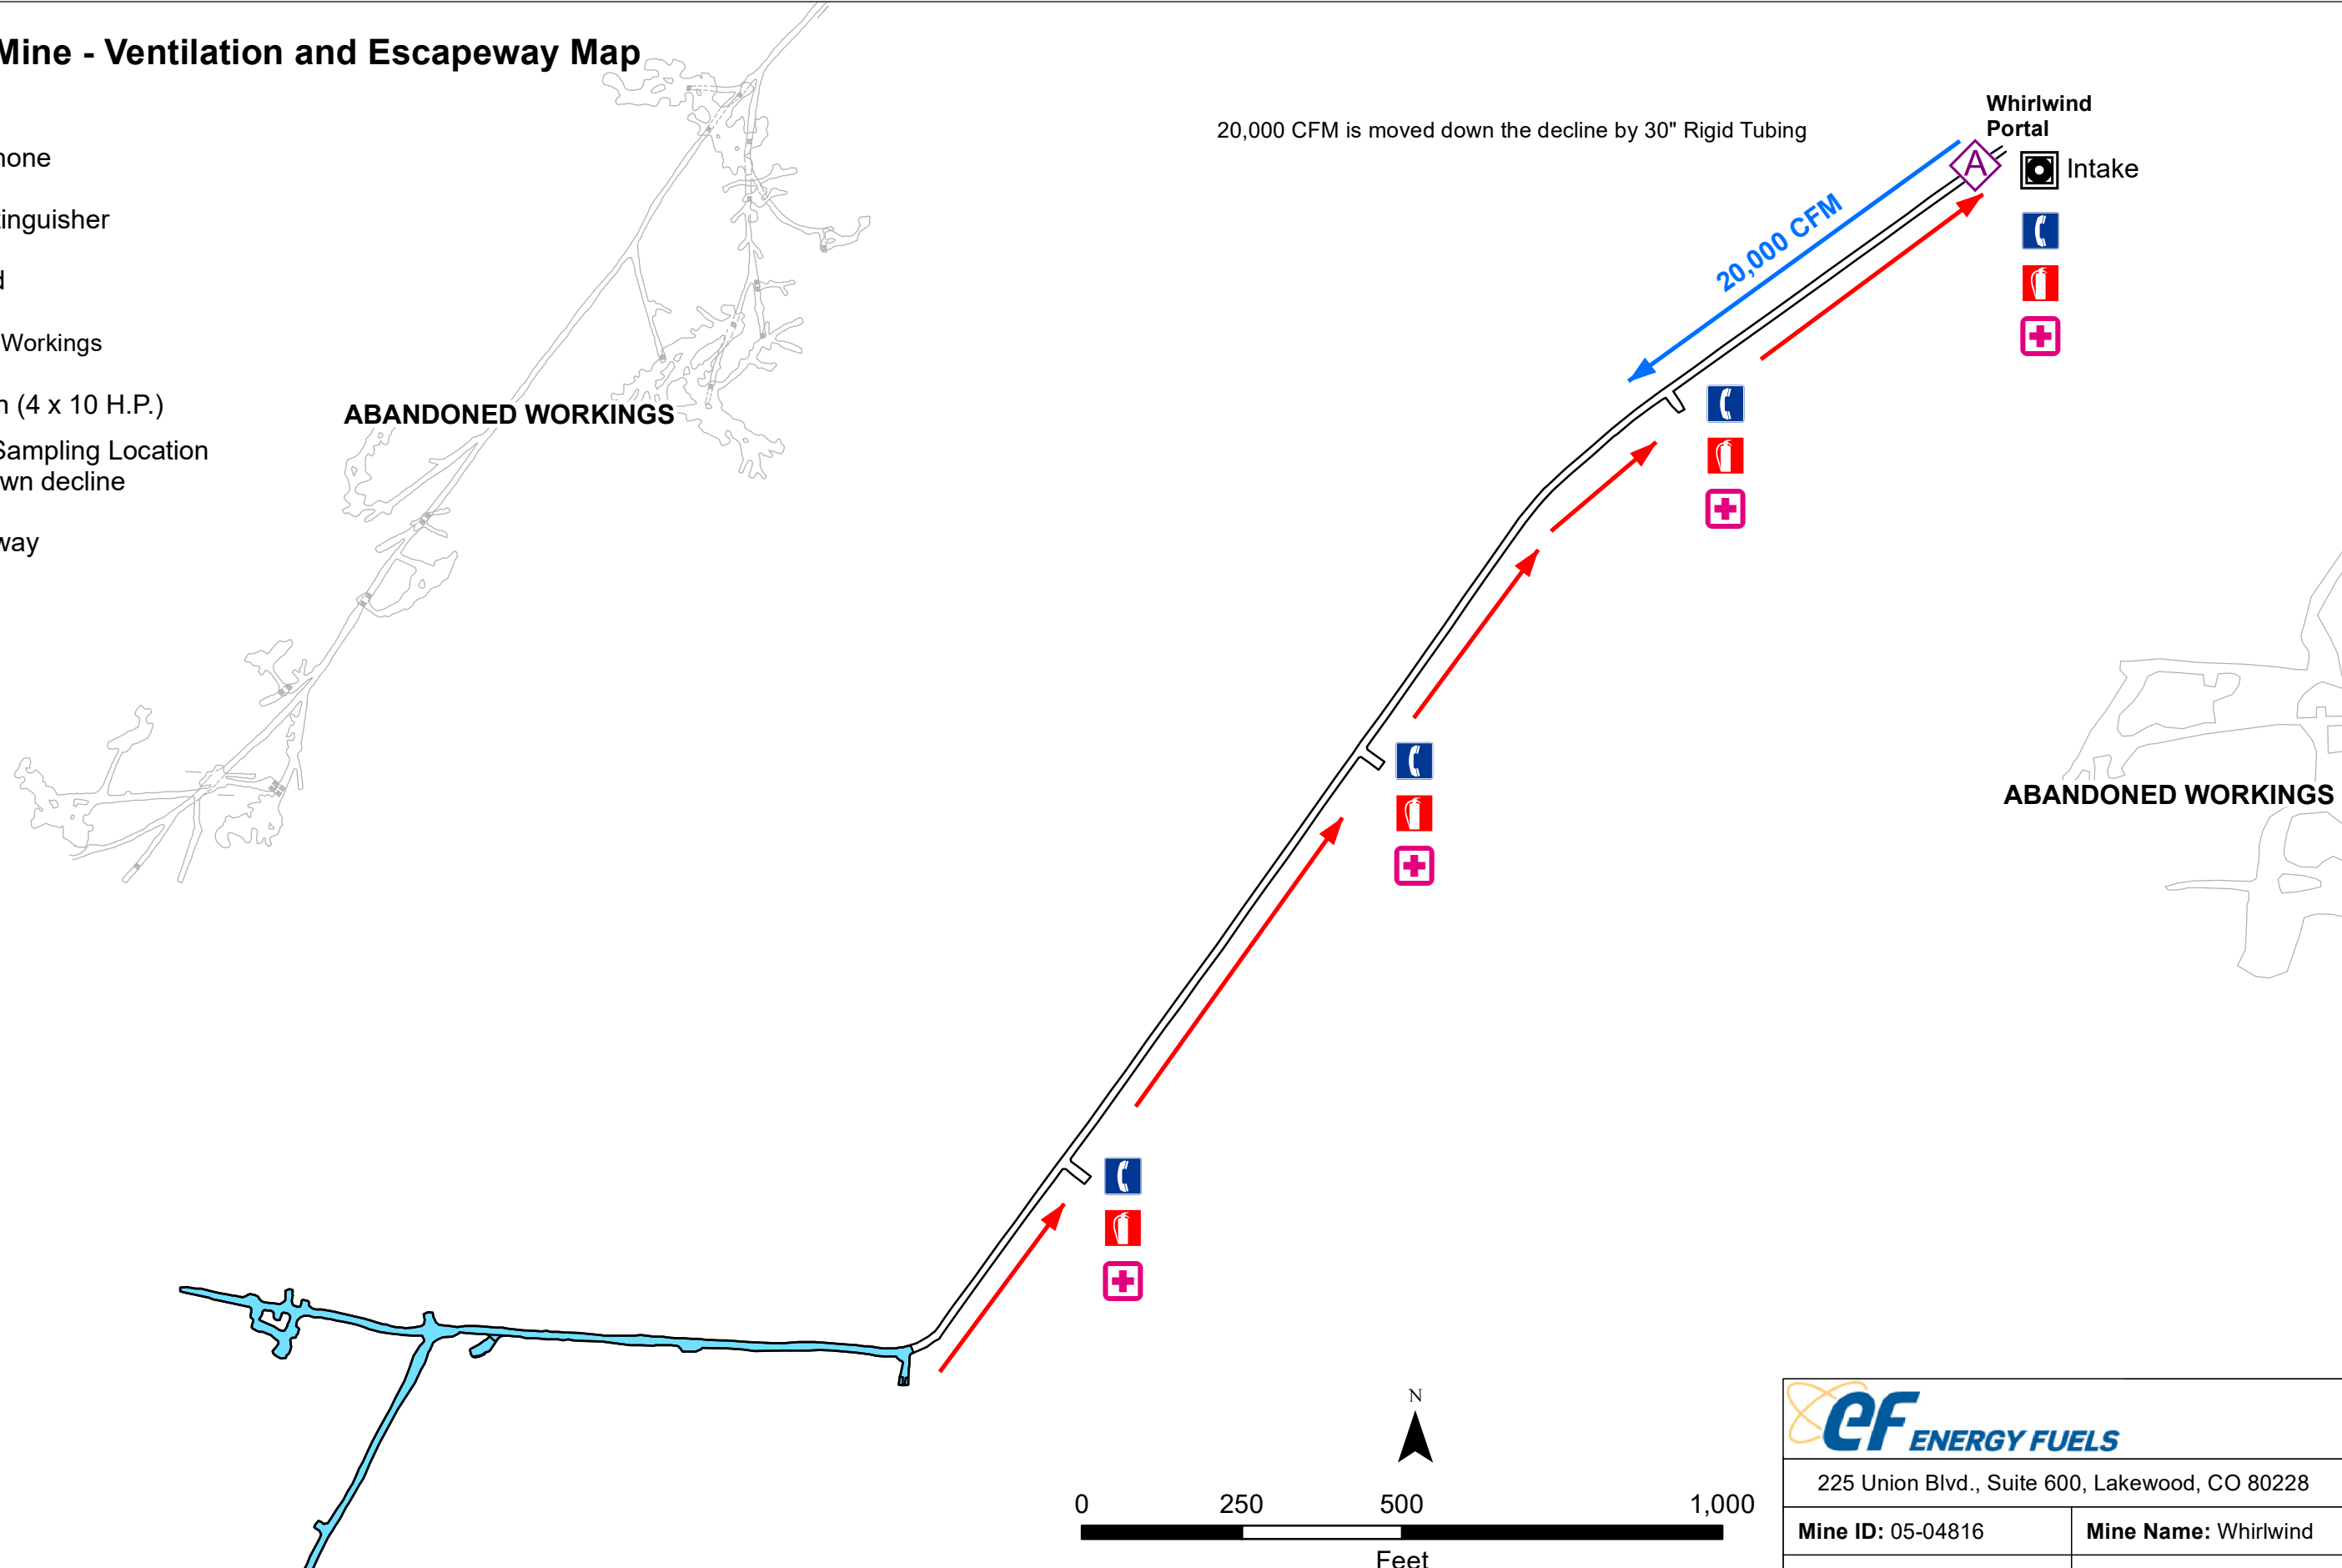 Mine - Ventilation and Escapeway Map
Whirlwind
Portal
20,000 CFM is moved down the decline by 30" Rigid Tubing
A
Intake
20,000 CFM
hone
tinguisher
d
Workings
n (4 x 10 H.P.)
Sampling Location
wn decline
way
ABANDONED WORKINGS
ABANDONED WORKINGS
N
0 250 500 1,000
Feet
ef ENERGY FUELS
225 Union Blvd., Suite 600, Lakewood, CO 80228
Mine ID: 05-04816
Mine Name: Whirlwind